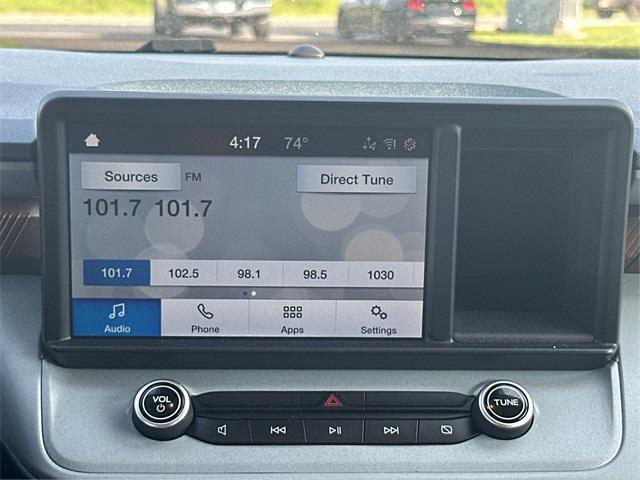 4:17 74°
Sources FM Direct Tune
101.7 101.7
101.7 102.5 98.1 98.5 1030
Audio Phone Apps Settings
VOL TUNE